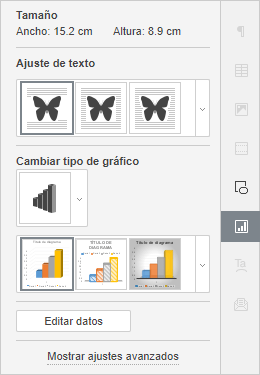 Tamaño
Ancho: 15.2 cm Altura: 8.9 cm
Ajuste de texto
Cambiar tipo de gráfico
Título de diagrama
TÍTULO DE
DIAGRAMA
Título de diagrama
Editar datos
Mostrar ajustes avanzados